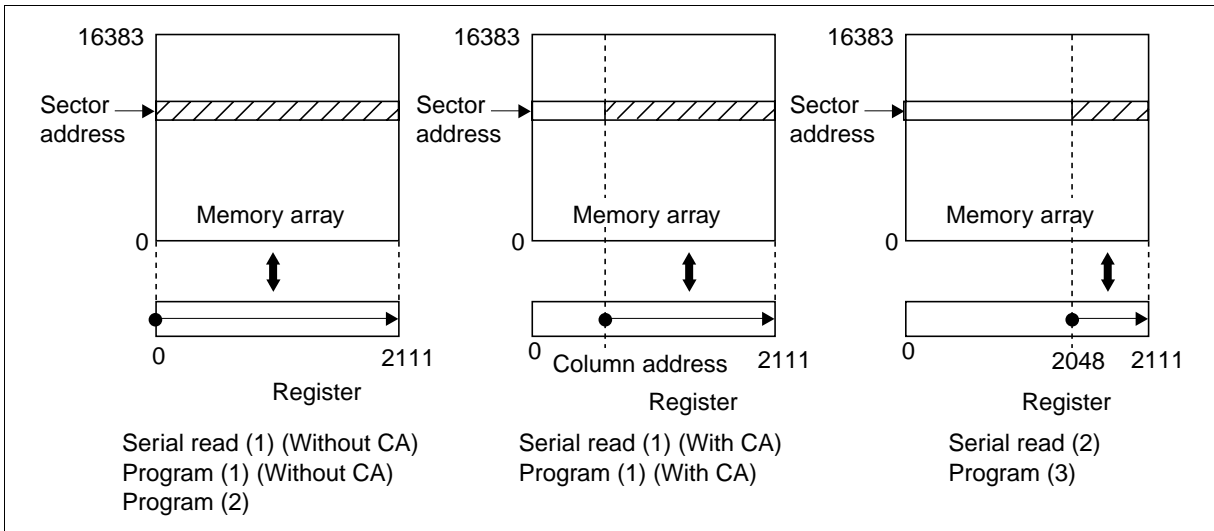 16383
Sector
address
Memory array
0
0
2111
Register
Serial read (1) (Without CA)
Program (1) (Without CA)
Program (2)
16383
Sector
address
Memory array
0
0
Column address
2111
Register
Serial read (1) (With CA)
Program (1) (With CA)
16383
Sector
address
Memory array
0
0
2048
2111
Register
Serial read (2)
Program (3)